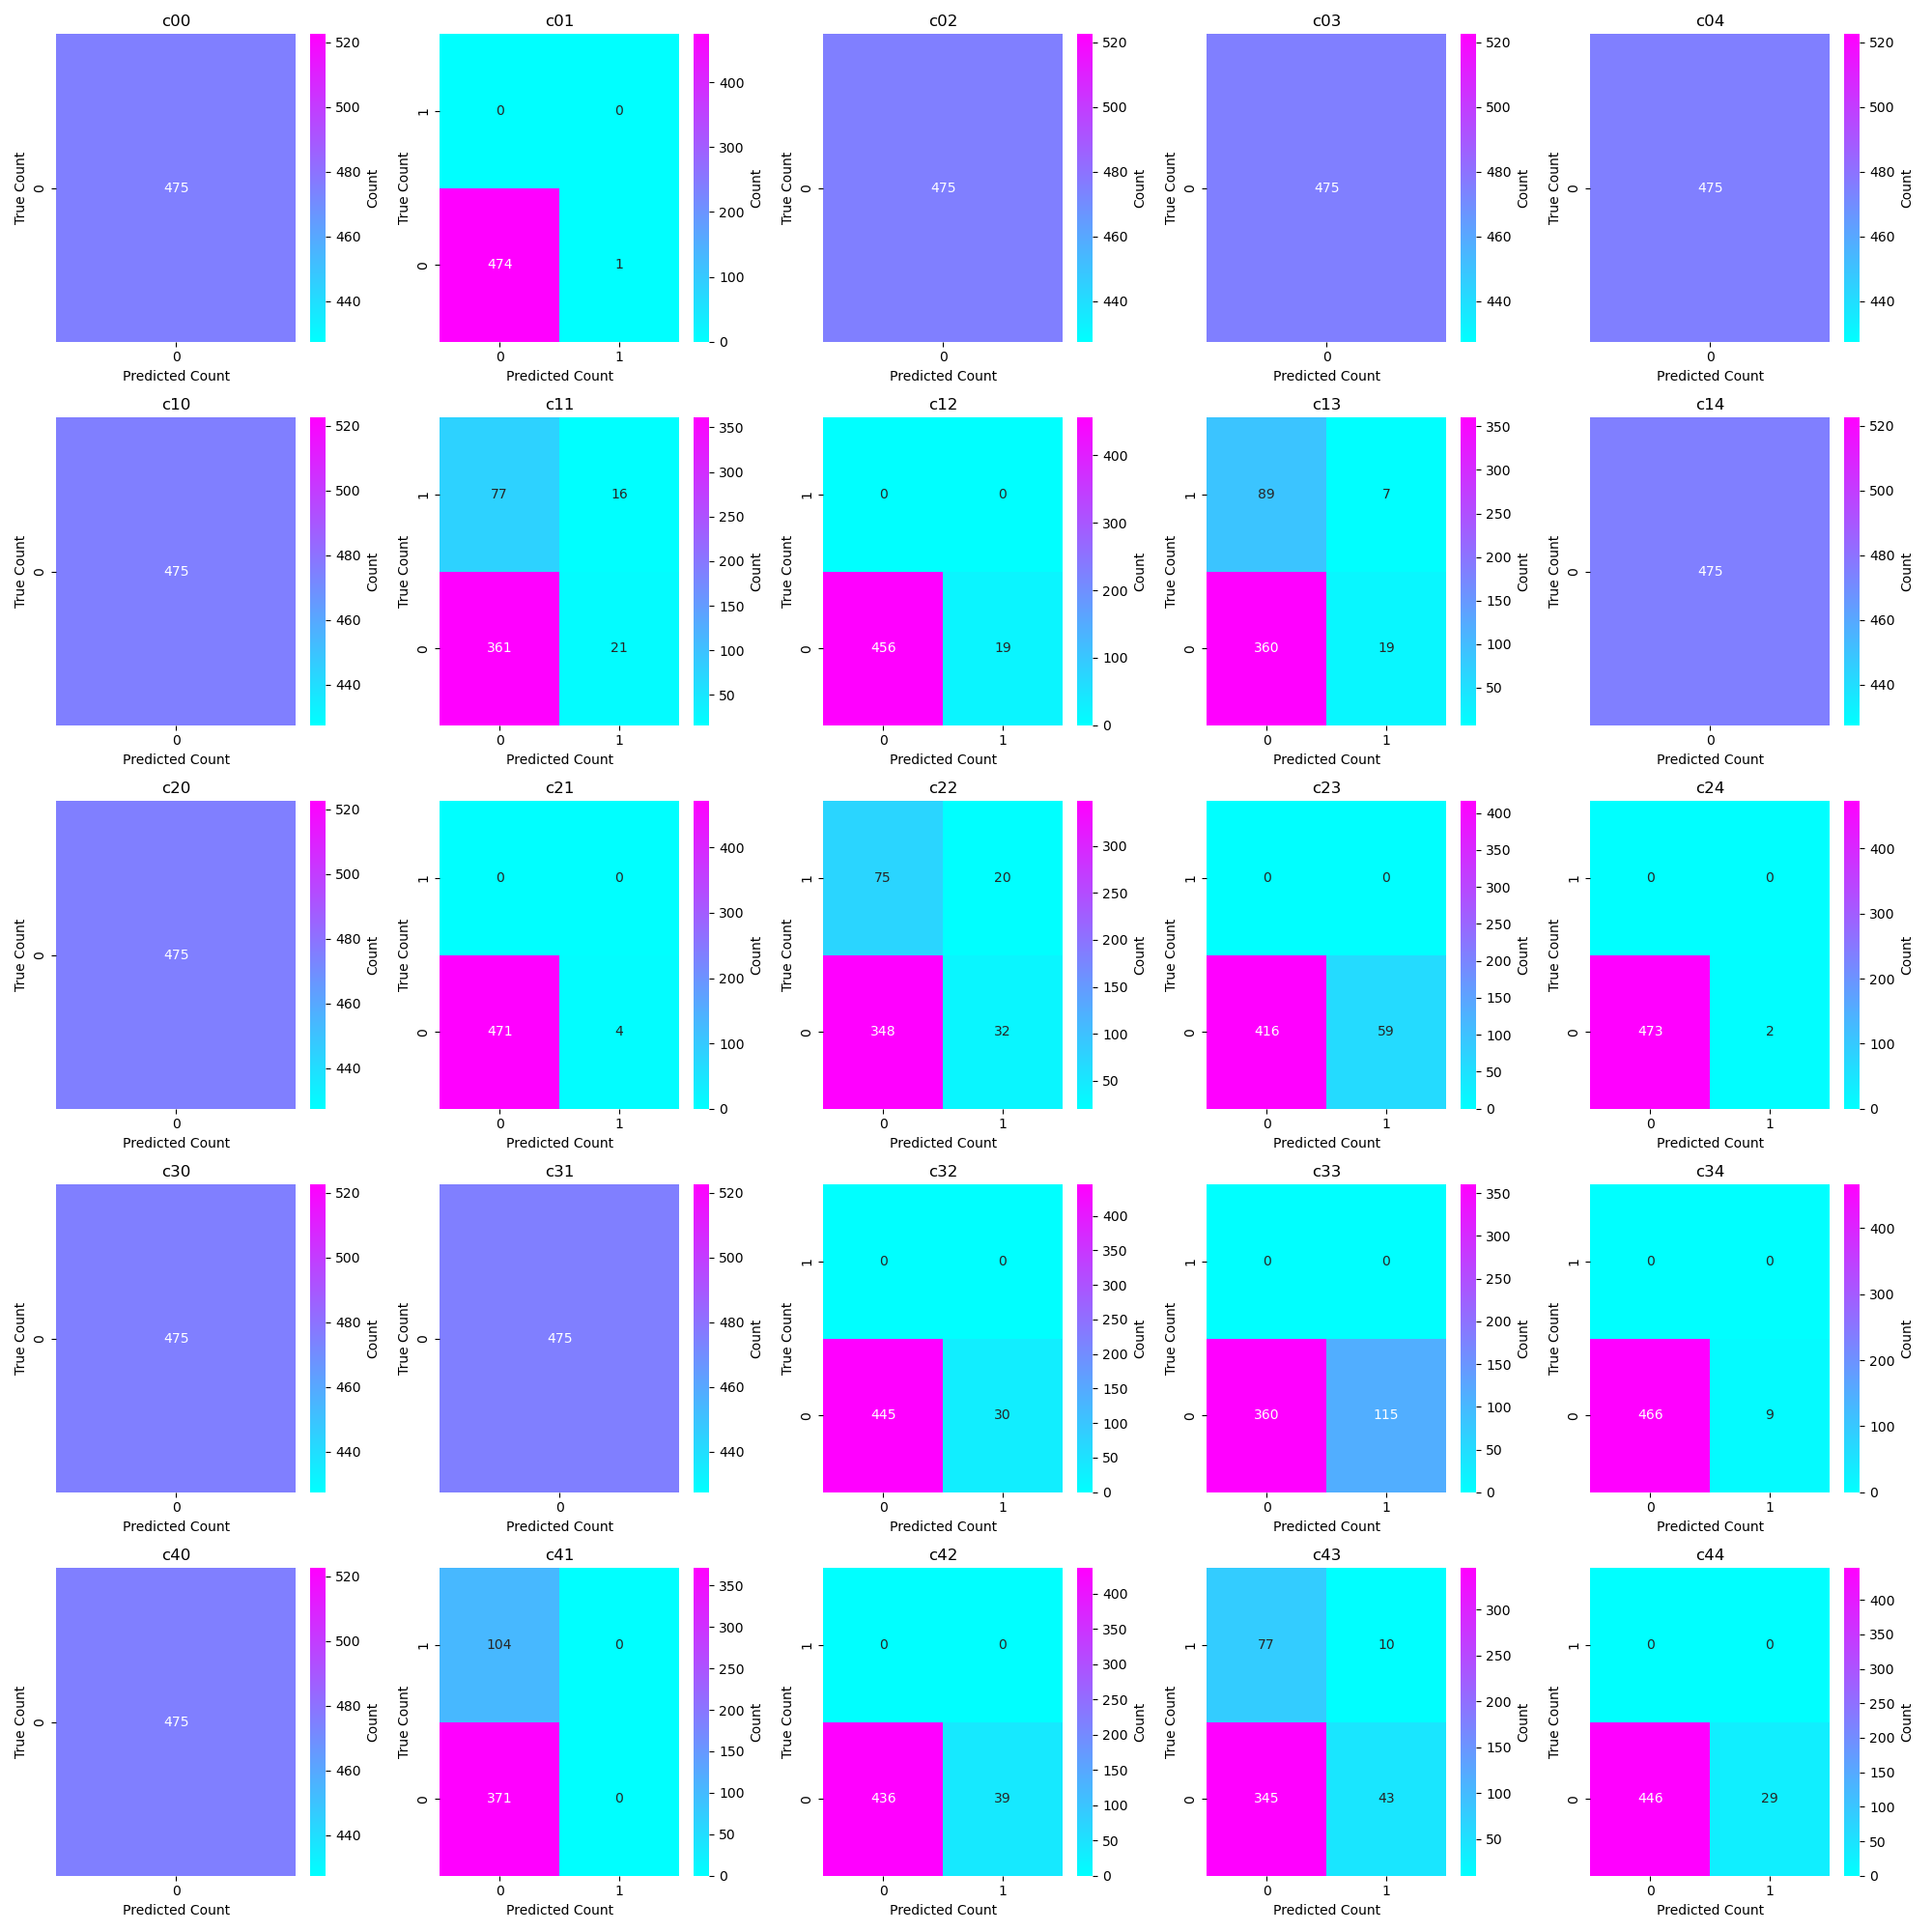 c00 c01 c02 c03 c04
True Count 0 475 0 Predicted Count 520 500 480 460 440 Count
True Count 1 0 0 0 0 474 1 0 1 Predicted Count 400 300 200 100 0 Count
True Count 0 475 0 Predicted Count 520 500 480 460 440 Count
True Count 0 475 0 Predicted Count 520 500 480 460 440 Count
True Count 0 475 0 Predicted Count 520 500 480 460 440 Count
c10 c11 c12 c13 c14
True Count 0 475 0 Predicted Count 520 500 480 460 440 Count
True Count 1 0 77 16 361 21 0 1 Predicted Count 350 300 250 200 150 100 50 Count
True Count 1 0 0 0 456 19 0 1 Predicted Count 400 300 200 100 0 Count
True Count 1 0 89 7 360 19 0 1 Predicted Count 350 300 250 200 150 100 50 Count
True Count 0 475 0 Predicted Count 520 500 480 460 440 Count
c20 c21 c22 c23 c24
True Count 0 475 0 Predicted Count 520 500 480 460 440 Count
True Count 1 0 0 0 471 4 0 1 Predicted Count 400 300 200 100 0 Count
True Count 1 0 75 20 348 32 0 1 Predicted Count 300 250 200 150 100 50 Count
True Count 1 0 0 0 416 59 0 1 Predicted Count 400 350 300 250 200 150 100 50 0 Count
True Count 1 0 0 0 473 2 0 1 Predicted Count 400 300 200 100 0 Count
c30 c31 c32 c33 c34
True Count 0 475 0 Predicted Count 520 500 480 460 440 Count
True Count 0 475 0 Predicted Count 520 500 480 460 440 Count
True Count 1 0 0 0 445 30 0 1 Predicted Count 400 350 300 250 200 150 100 50 0 Count
True Count 1 0 0 0 360 115 0 1 Predicted Count 350 300 250 200 150 100 50 0 Count
True Count 1 0 0 0 466 9 0 1 Predicted Count 400 300 200 100 0 Count
c40 c41 c42 c43 c44
True Count 0 475 0 Predicted Count 520 500 480 460 440 Count
True Count 1 0 104 0 371 0 0 1 Predicted Count 350 300 250 200 150 100 50 0 Count
True Count 1 0 0 0 436 39 0 1 Predicted Count 400 350 300 250 200 150 100 50 0 Count
True Count 1 0 77 10 345 43 0 1 Predicted Count 300 250 200 150 100 50 Count
True Count 1 0 0 0 446 29 0 1 Predicted Count 400 350 300 250 200 150 100 50 0 Count